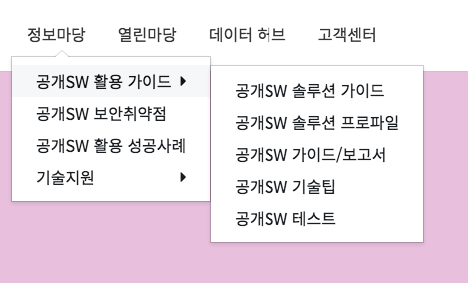 정보마당 열린마당 데이터 허브 고객센터
공개SW 활용 가이드
공개SW 보안취약점
공개SW 활용 성공사례
기술지원
공개SW 솔루션 가이드
공개SW 솔루션 프로파일
공개SW 가이드/보고서
공개SW 기술팁
공개SW 테스트